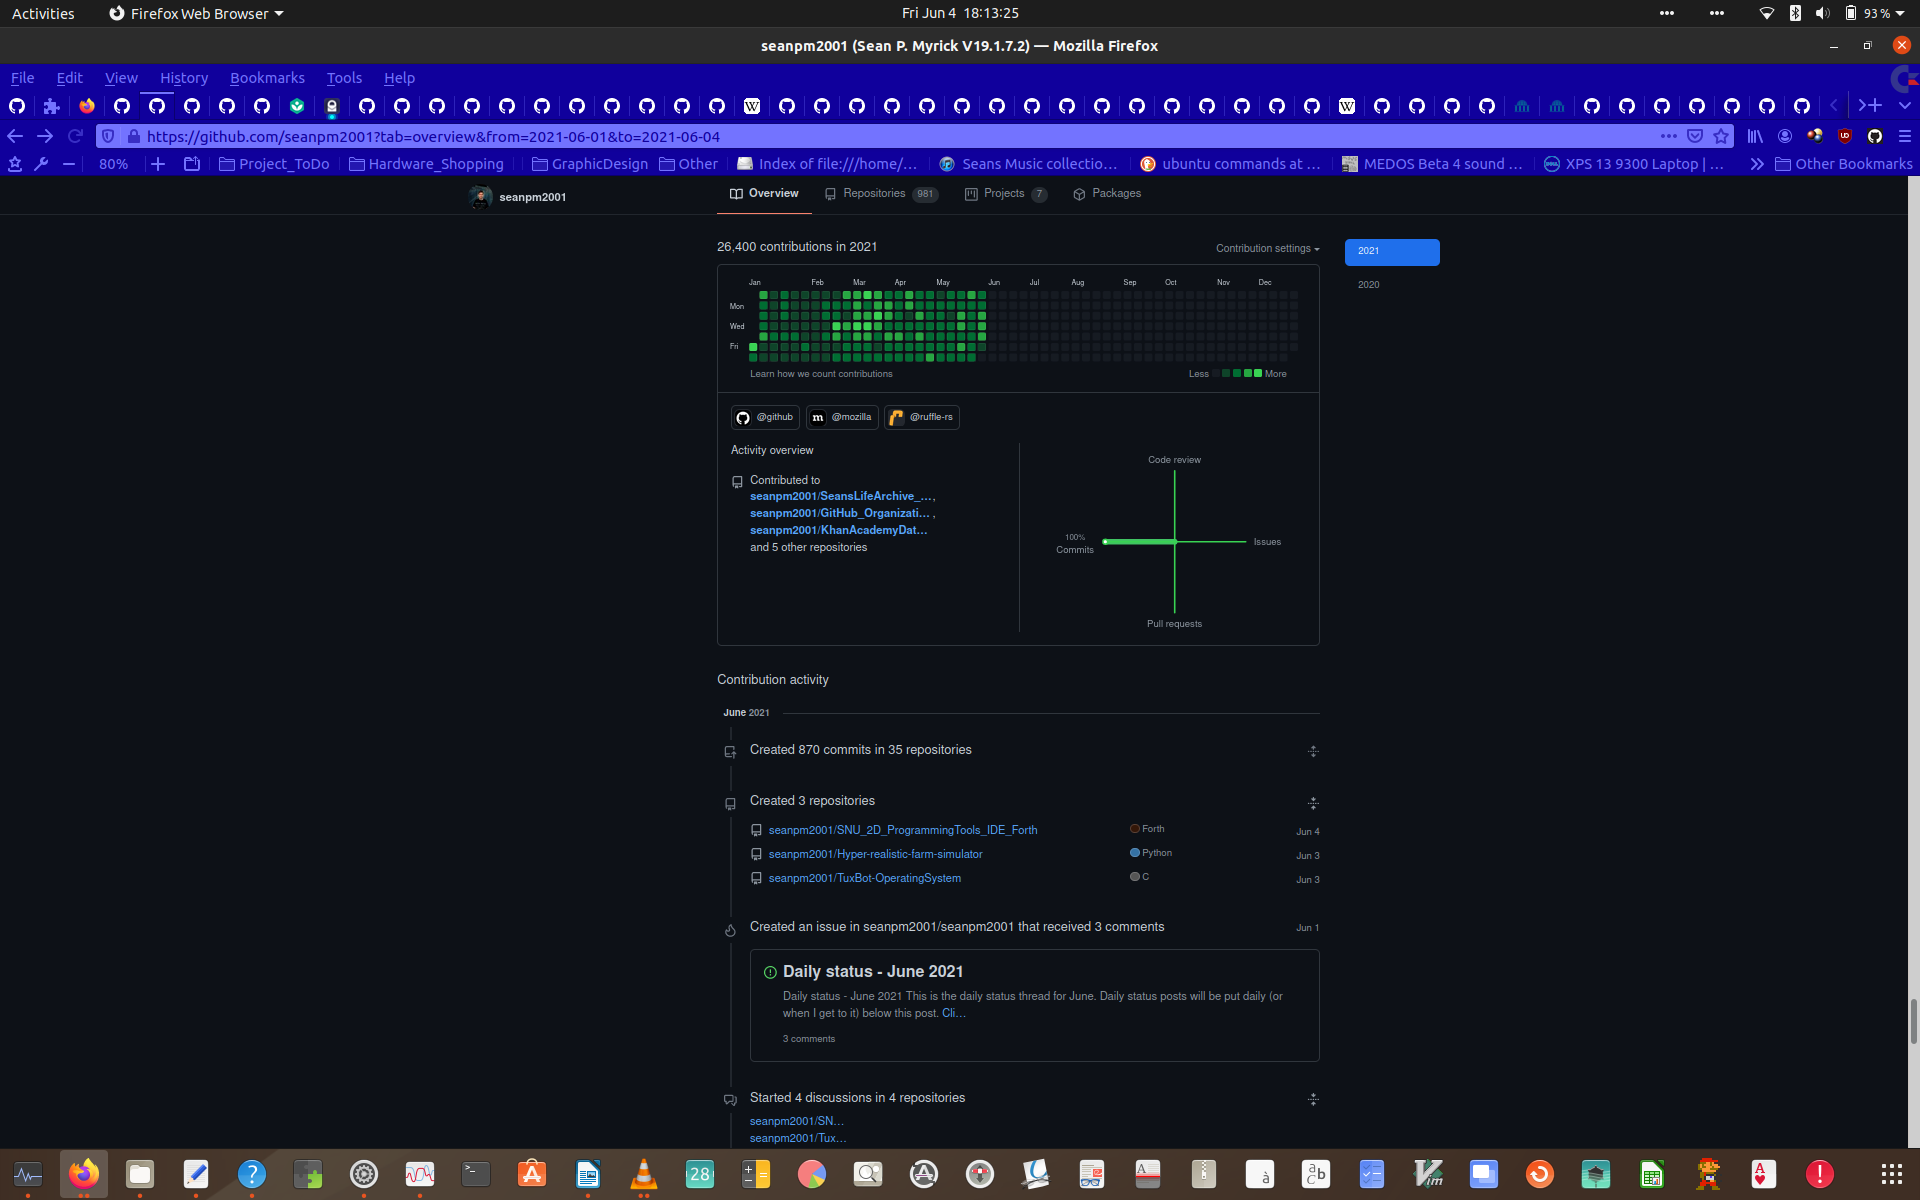 Activities
Firefox Web Browser
Fri Jun 4 18:13:25
93 %
seanpm2001 (Sean P. Myrick V19.1.7.2) — Mozilla Firefox
File Edit View History Bookmarks Tools Help
https://github.com/seanpm2001?tab=overview&from=2021-06-01&to=2021-06-04
80%
Project_ToDo
Hardware_Shopping
GraphicDesign
Other
Index of file:///home/…
Seans Music collectio…
ubuntu commands at …
MEDOS Beta 4 sound …
XPS 13 9300 Laptop | …
Other Bookmarks
seanpm2001
Overview
Repositories 981
Projects 7
Packages
26,400 contributions in 2021
Contribution settings
2021
2020
Jan Feb Mar Apr May Jun Jul Aug Sep Oct Nov Dec
Mon
Wed
Fri
Learn how we count contributions
Less More
@github
@mozilla
@ruffle-rs
Activity overview
Contributed to
seanpm2001/SeansLifeArchive_…,
seanpm2001/GitHub_Organizati… ,
seanpm2001/KhanAcademyDat…
and 5 other repositories
Code review
100%
Commits
Issues
Pull requests
Contribution activity
June 2021
Created 870 commits in 35 repositories
Created 3 repositories
seanpm2001/SNU_2D_ProgrammingTools_IDE_Forth Forth Jun 4
seanpm2001/Hyper-realistic-farm-simulator Python Jun 3
seanpm2001/TuxBot-OperatingSystem C Jun 3
Created an issue in seanpm2001/seanpm2001 that received 3 comments Jun 1
Daily status - June 2021
Daily status - June 2021 This is the daily status thread for June. Daily status posts will be put daily (or
when I get to it) below this post. Cli…
3 comments
Started 4 discussions in 4 repositories
seanpm2001/SN…
seanpm2001/Tux…
28